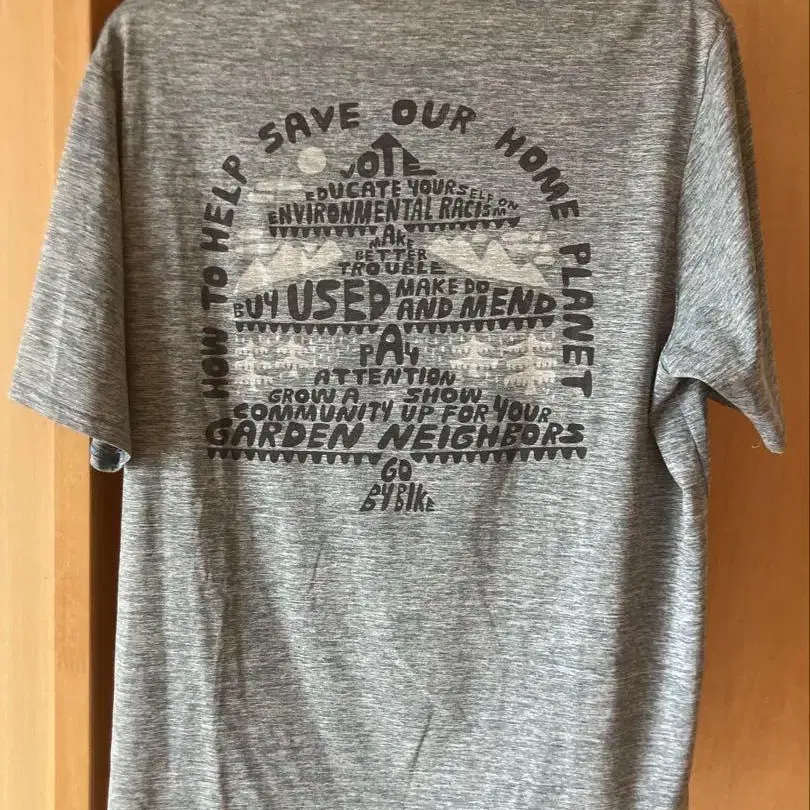 HOW TO HELP SAVE OUR HOME PLANET
VOTE
EDUCATE YOURSELF ON
ENVIRONMENTAL RACISM
MAKE
BETTER
TROUBLE
BUY USED MAKE DO AND MEND
PAY
ATTENTION
GROW A COMMUNITY GARDEN
SHOW UP FOR YOUR NEIGHBORS
GO
BY BIKE